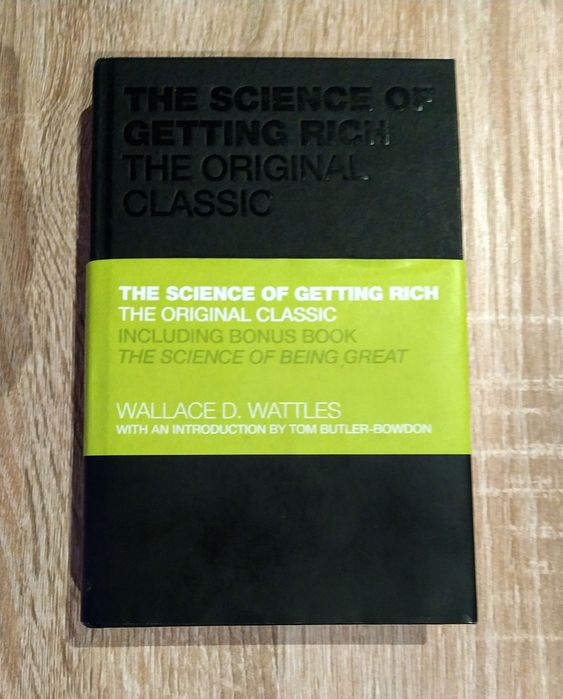 THE SCIENCE OF
GETTING RICH
THE ORIGINAL
CLASSIC
THE SCIENCE OF GETTING RICH
THE ORIGINAL CLASSIC
INCLUDING BONUS BOOK
THE SCIENCE OF BEING GREAT
WALLACE D. WATTLES
WITH AN INTRODUCTION BY TOM BUTLER-BOWDON